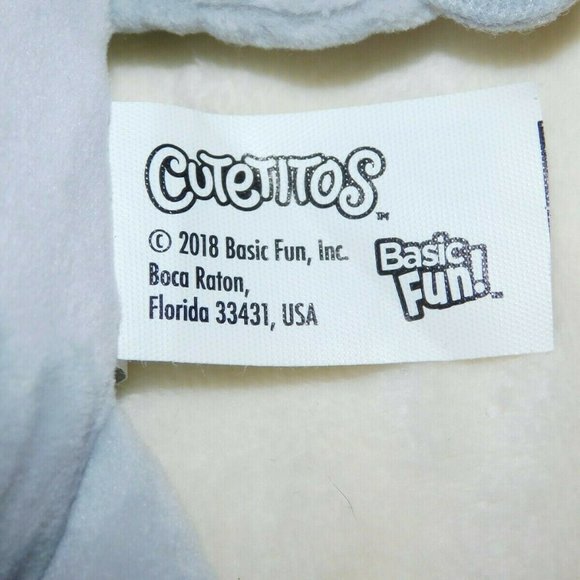 CUTETITOS™
© 2018 Basic Fun, Inc.
Boca Raton,
Florida 33431, USA
Basic
Fun!™